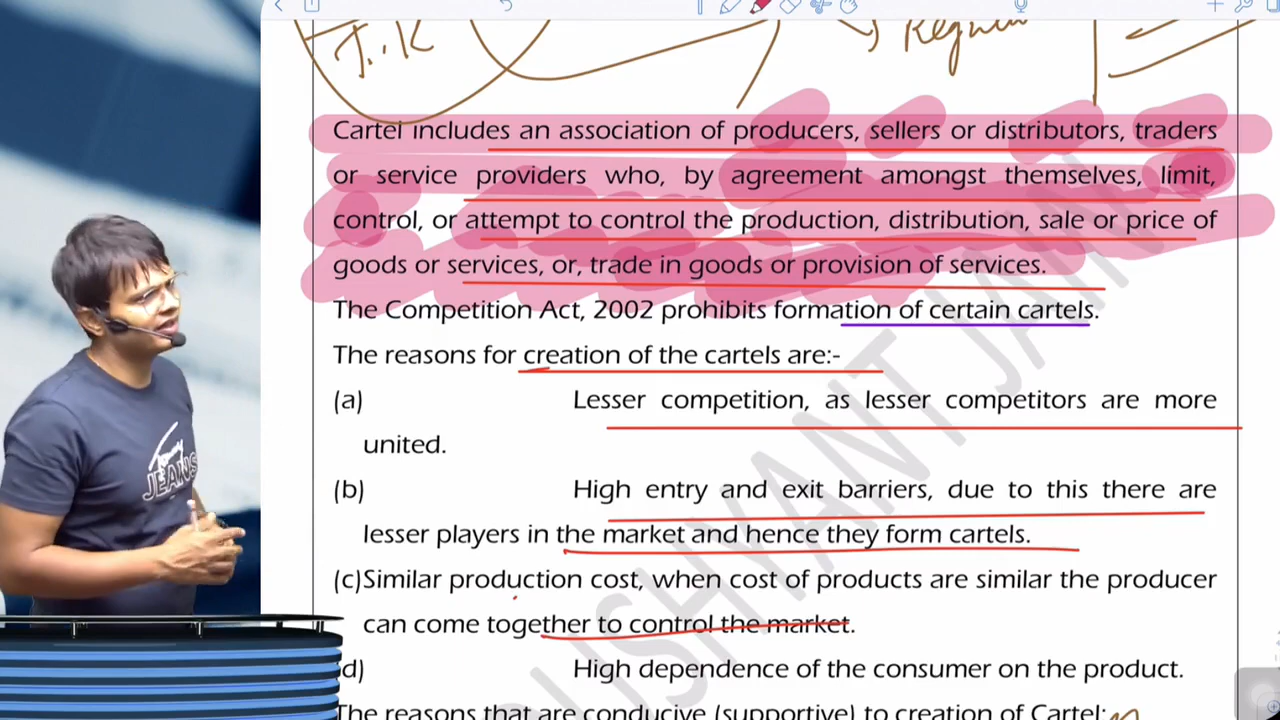 J.K
Regula
Cartel includes an association of producers, sellers or distributors, traders
or service providers who, by agreement amongst themselves, limit,
control, or attempt to control the production, distribution, sale or price of
goods or services, or, trade in goods or provision of services.
The Competition Act, 2002 prohibits formation of certain cartels.
The reasons for creation of the cartels are:-
(a) Lesser competition, as lesser competitors are more
united.
(b) High entry and exit barriers, due to this there are
lesser players in the market and hence they form cartels.
(c)Similar production cost, when cost of products are similar the producer
can come together to control the market.
d) High dependence of the consumer on the product.
The reasons that are conducive (supportive) to creation of Cartel:
JEANS